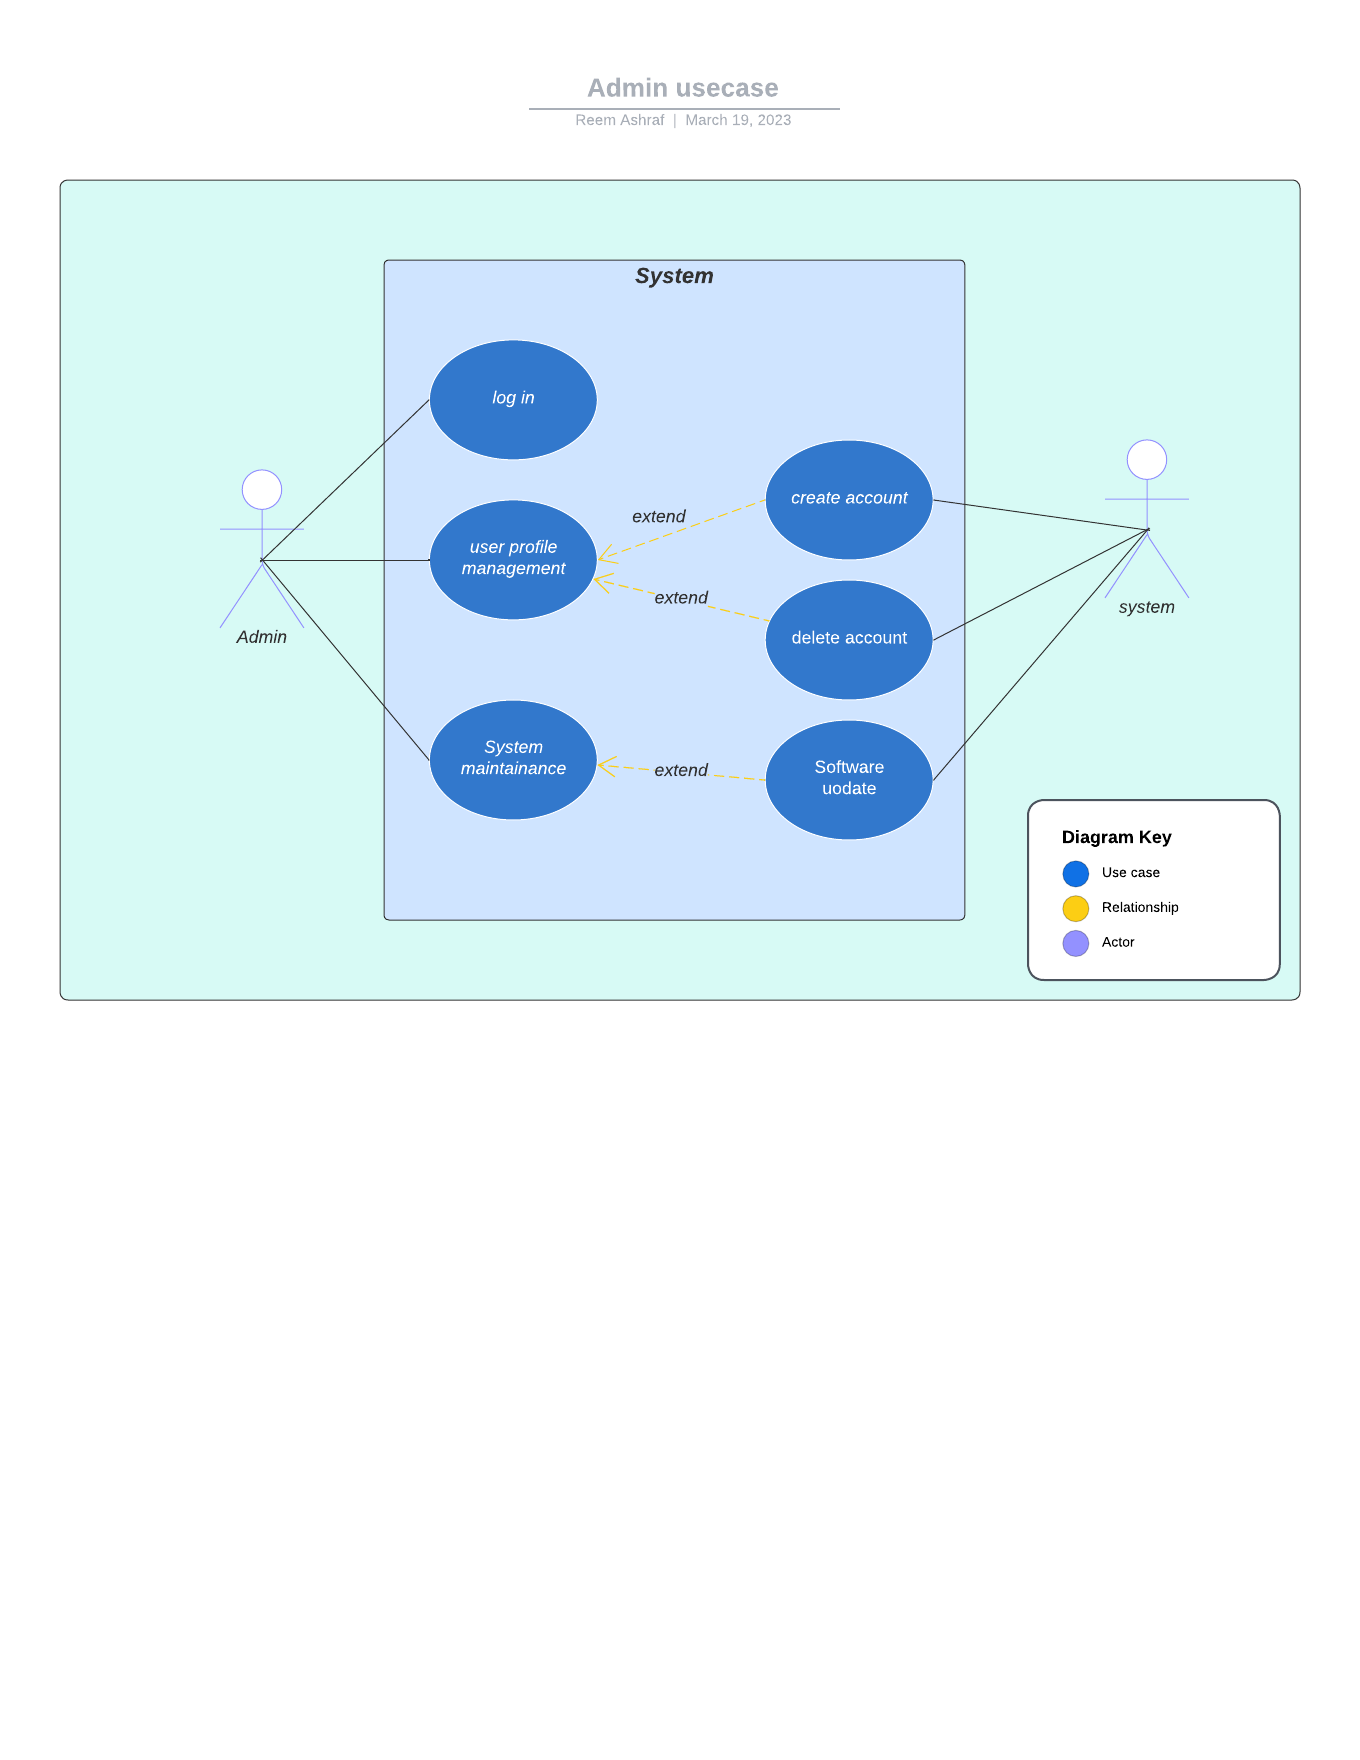 Admin usecase
Reem Ashraf | March 19, 2023
System
log in
create account
extend
user profile
management
extend
delete account
Admin
system
System
maintainance
extend
Software
uodate
Diagram Key
Use case
Relationship
Actor